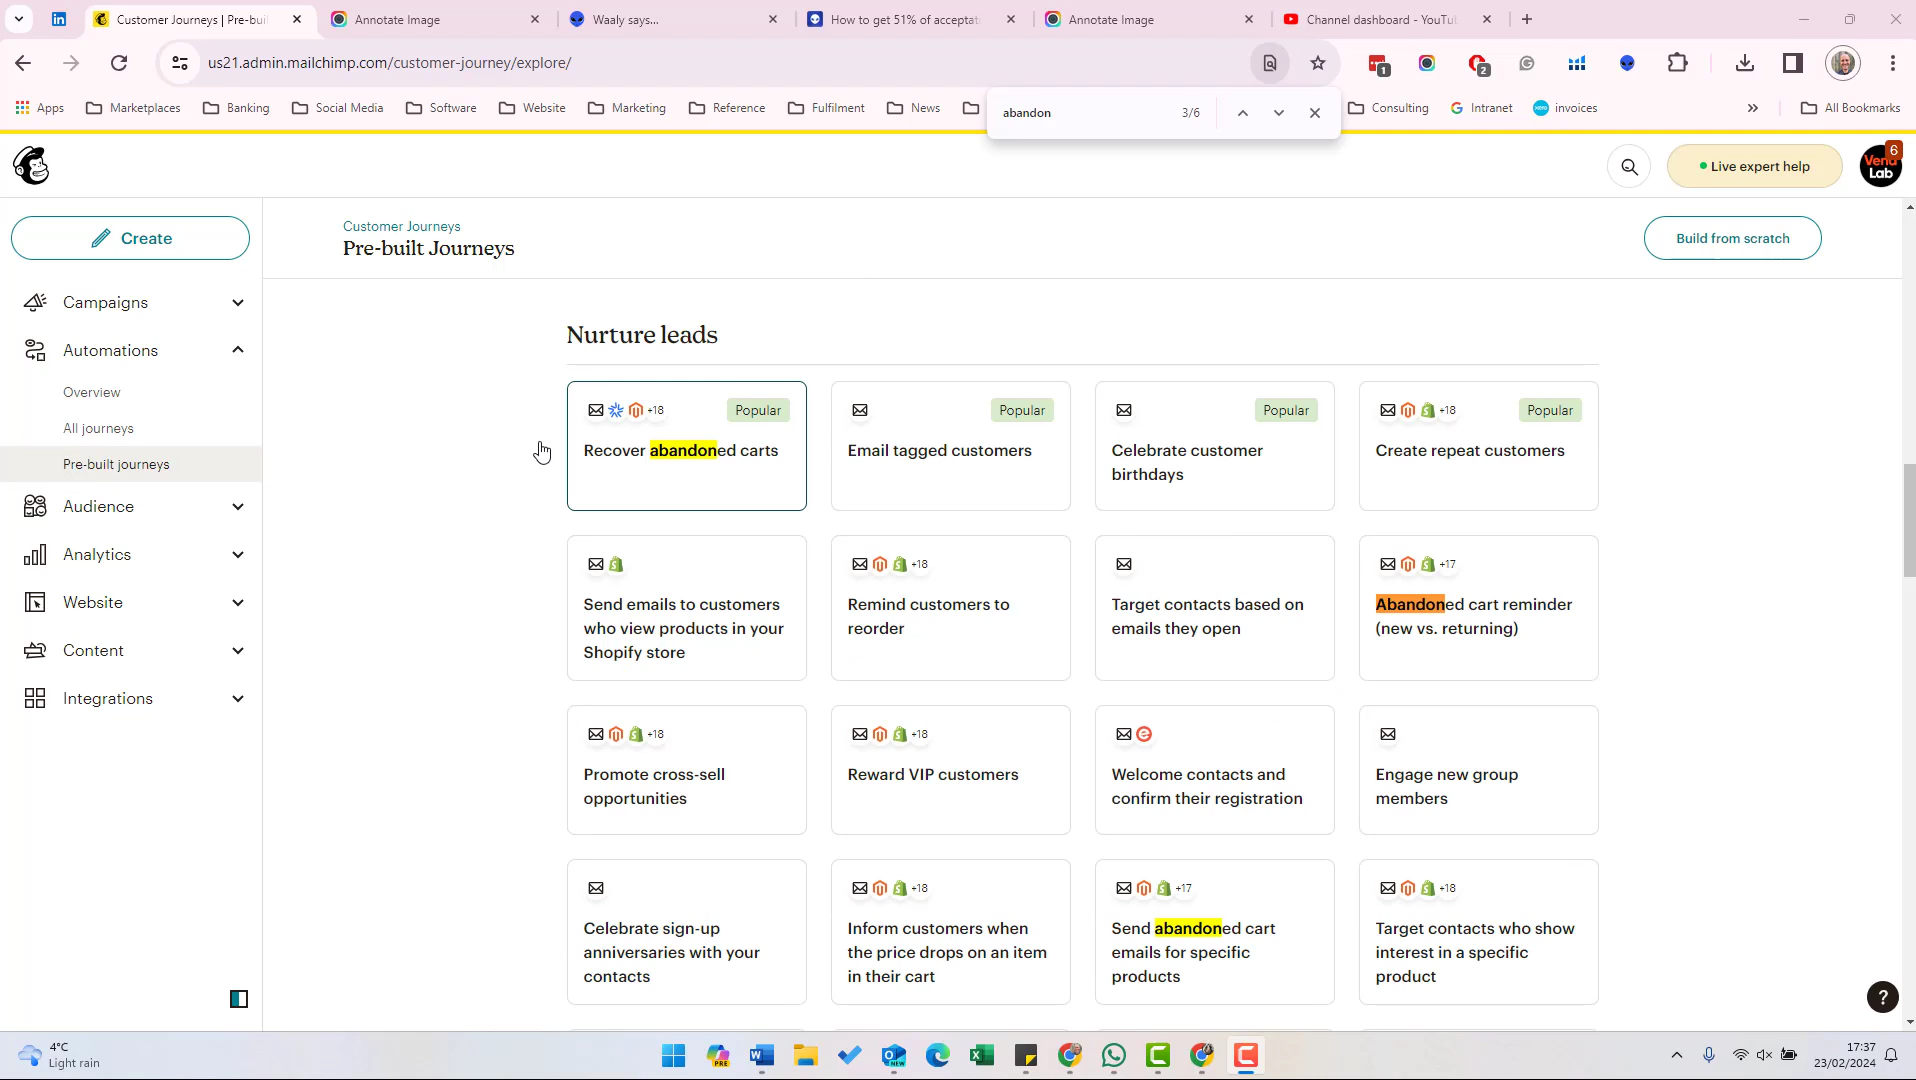 Customer Journeys | Pre-buil
Annotate Image
Waaly says...
How to get 51% of acceptat
Annotate Image
Channel dashboard - YouTu
us21.admin.mailchimp.com/customer-journey/explore/
1
2
Apps
Marketplaces
Banking
Social Media
Software
Website
Marketing
Reference
Fulfilment
News
Consulting
Intranet
invoices
All Bookmarks
abandon
3/6
Live expert help
Vend
Lab
6
Create
Campaigns
Automations
Overview
All journeys
Pre-built journeys
Audience
Analytics
Website
Content
Integrations
Customer Journeys
Pre-built Journeys
Build from scratch
Nurture leads
+18
Popular
Recover abandoned carts
Popular
Email tagged customers
Popular
Celebrate customer
birthdays
+18
Popular
Create repeat customers
Send emails to customers
who view products in your
Shopify store
+18
Remind customers to
reorder
Target contacts based on
emails they open
+17
Abandoned cart reminder
(new vs. returning)
+18
Promote cross-sell
opportunities
+18
Reward VIP customers
Welcome contacts and
confirm their registration
Engage new group
members
Celebrate sign-up
anniversaries with your
contacts
+18
Inform customers when
the price drops on an item
in their cart
+17
Send abandoned cart
emails for specific
products
+18
Target contacts who show
interest in a specific
product
?
4°C
Light rain
PRE
NEW
17:37
23/02/2024